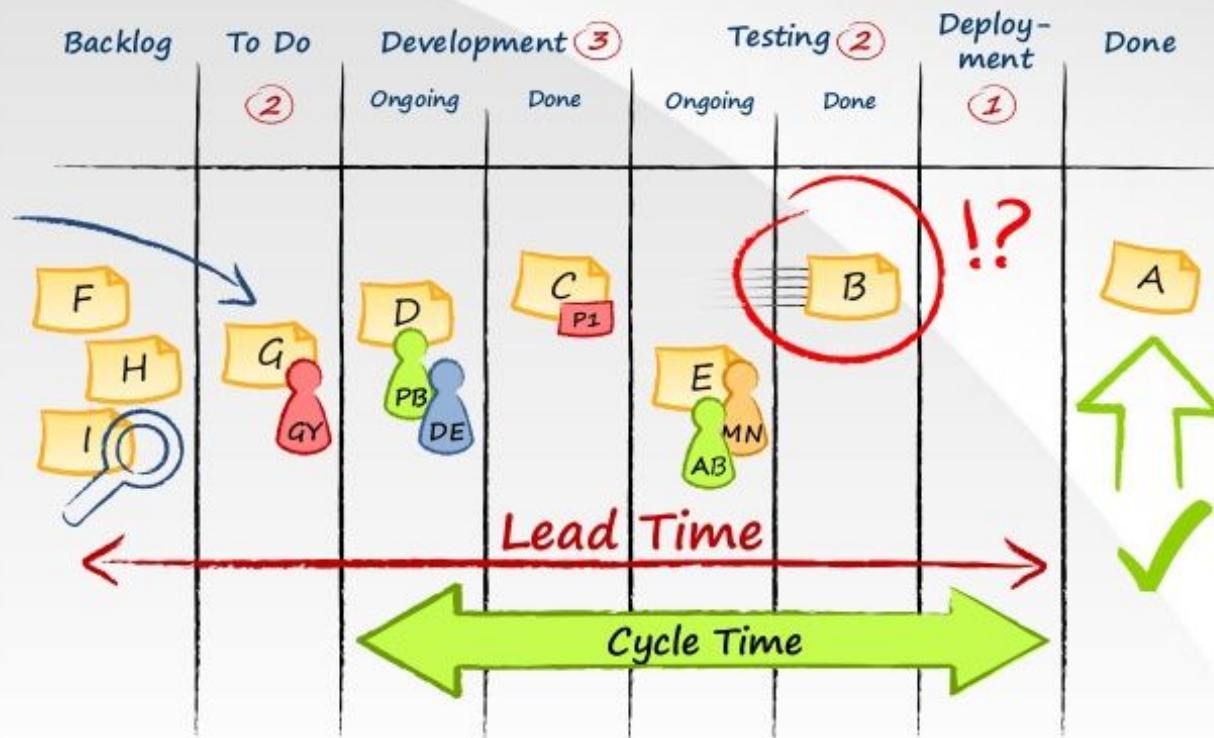 Backlog
To Do
2
Development 3
Testing 2
Deploy-
ment
1
Done
Ongoing
Done
Ongoing
Done
!?
F
H
I
G
GY
D
PB
DE
C
P1
E
MN
AB
B
A
Lead Time
Cycle Time